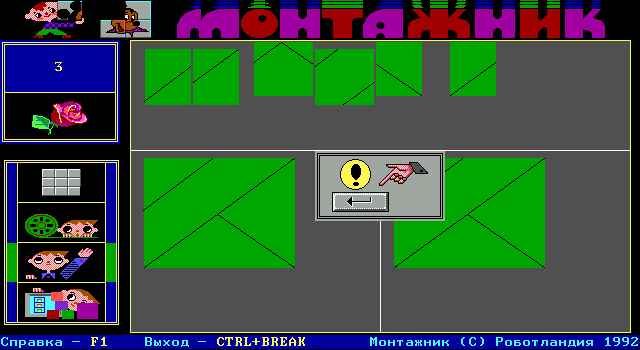 МОНТАЖНИК
3
Справка – F1 Выход – CTRL+BREAK Монтажник (C) Роботландия 1992